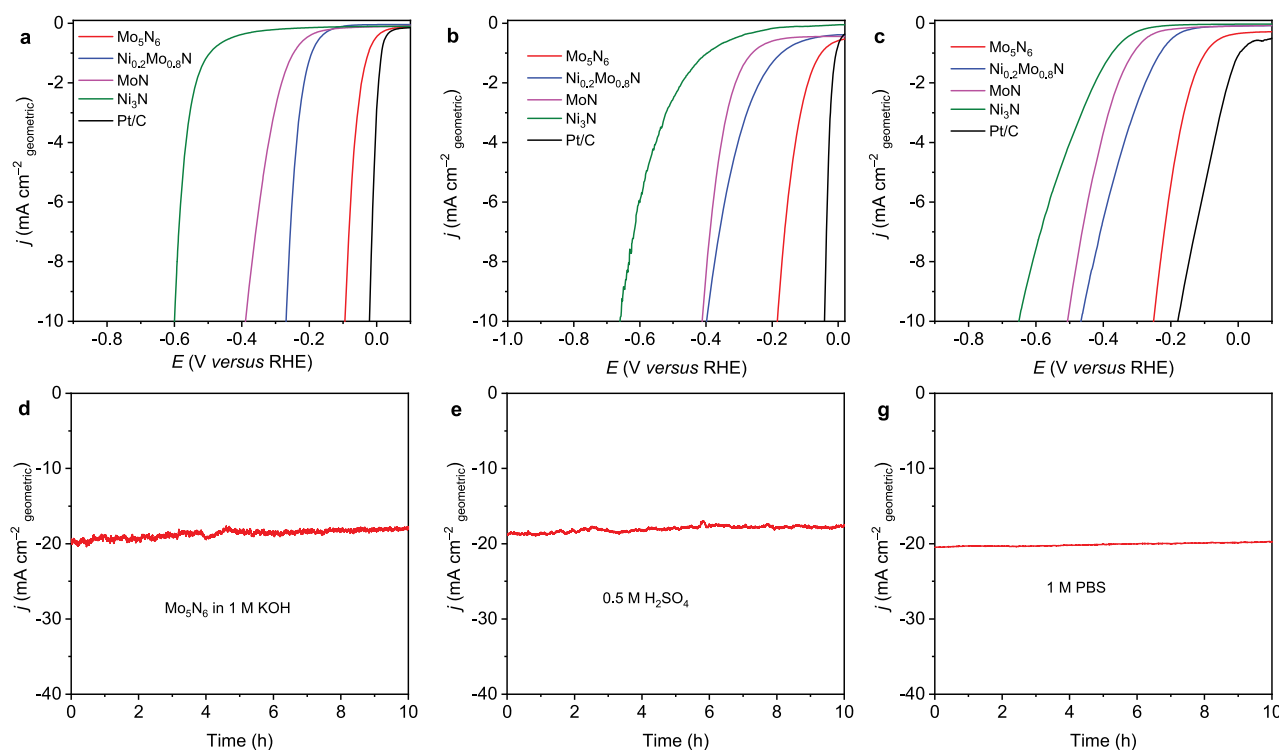 a
Mo₅N₆
Ni₀.₂Mo₀.₈N
MoN
Ni₃N
Pt/C
0
-2
-4
-6
-8
-10
j (mA cm⁻² geometric)
-0.8 -0.6 -0.4 -0.2 0.0
E (V versus RHE)
b
Mo₅N₆
Ni₀.₂Mo₀.₈N
MoN
Ni₃N
Pt/C
0
-2
-4
-6
-8
-10
j (mA cm⁻² geometric)
-1.0 -0.8 -0.6 -0.4 -0.2 0.0
E (V versus RHE)
c
Mo₅N₆
Ni₀.₂Mo₀.₈N
MoN
Ni₃N
Pt/C
0
-2
-4
-6
-8
-10
j (mA cm⁻² geometric)
-0.8 -0.6 -0.4 -0.2 0.0
E (V versus RHE)
d
0
-10
-20
-30
-40
j (mA cm⁻² geometric)
Mo₅N₆ in 1 M KOH
0 2 4 6 8 10
Time (h)
e
0
-10
-20
-30
-40
j (mA cm⁻² geometric)
0.5 M H₂SO₄
0 2 4 6 8 10
Time (h)
g
0
-10
-20
-30
-40
j (mA cm⁻² geometric)
1 M PBS
0 2 4 6 8 10
Time (h)